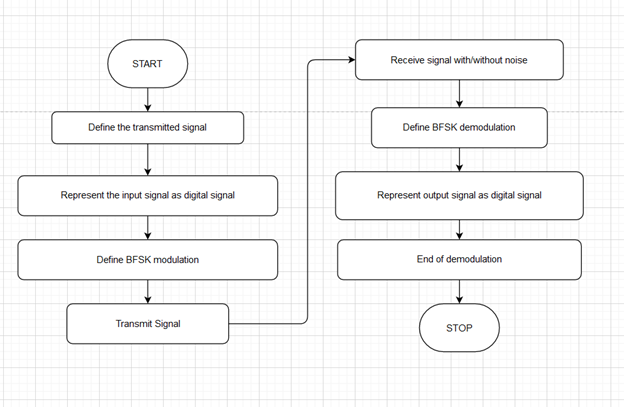 START
Define the transmitted signal
Represent the input signal as digital signal
Define BFSK modulation
Transmit Signal
Receive signal with/without noise
Define BFSK demodulation
Represent output signal as digital signal
End of demodulation
STOP